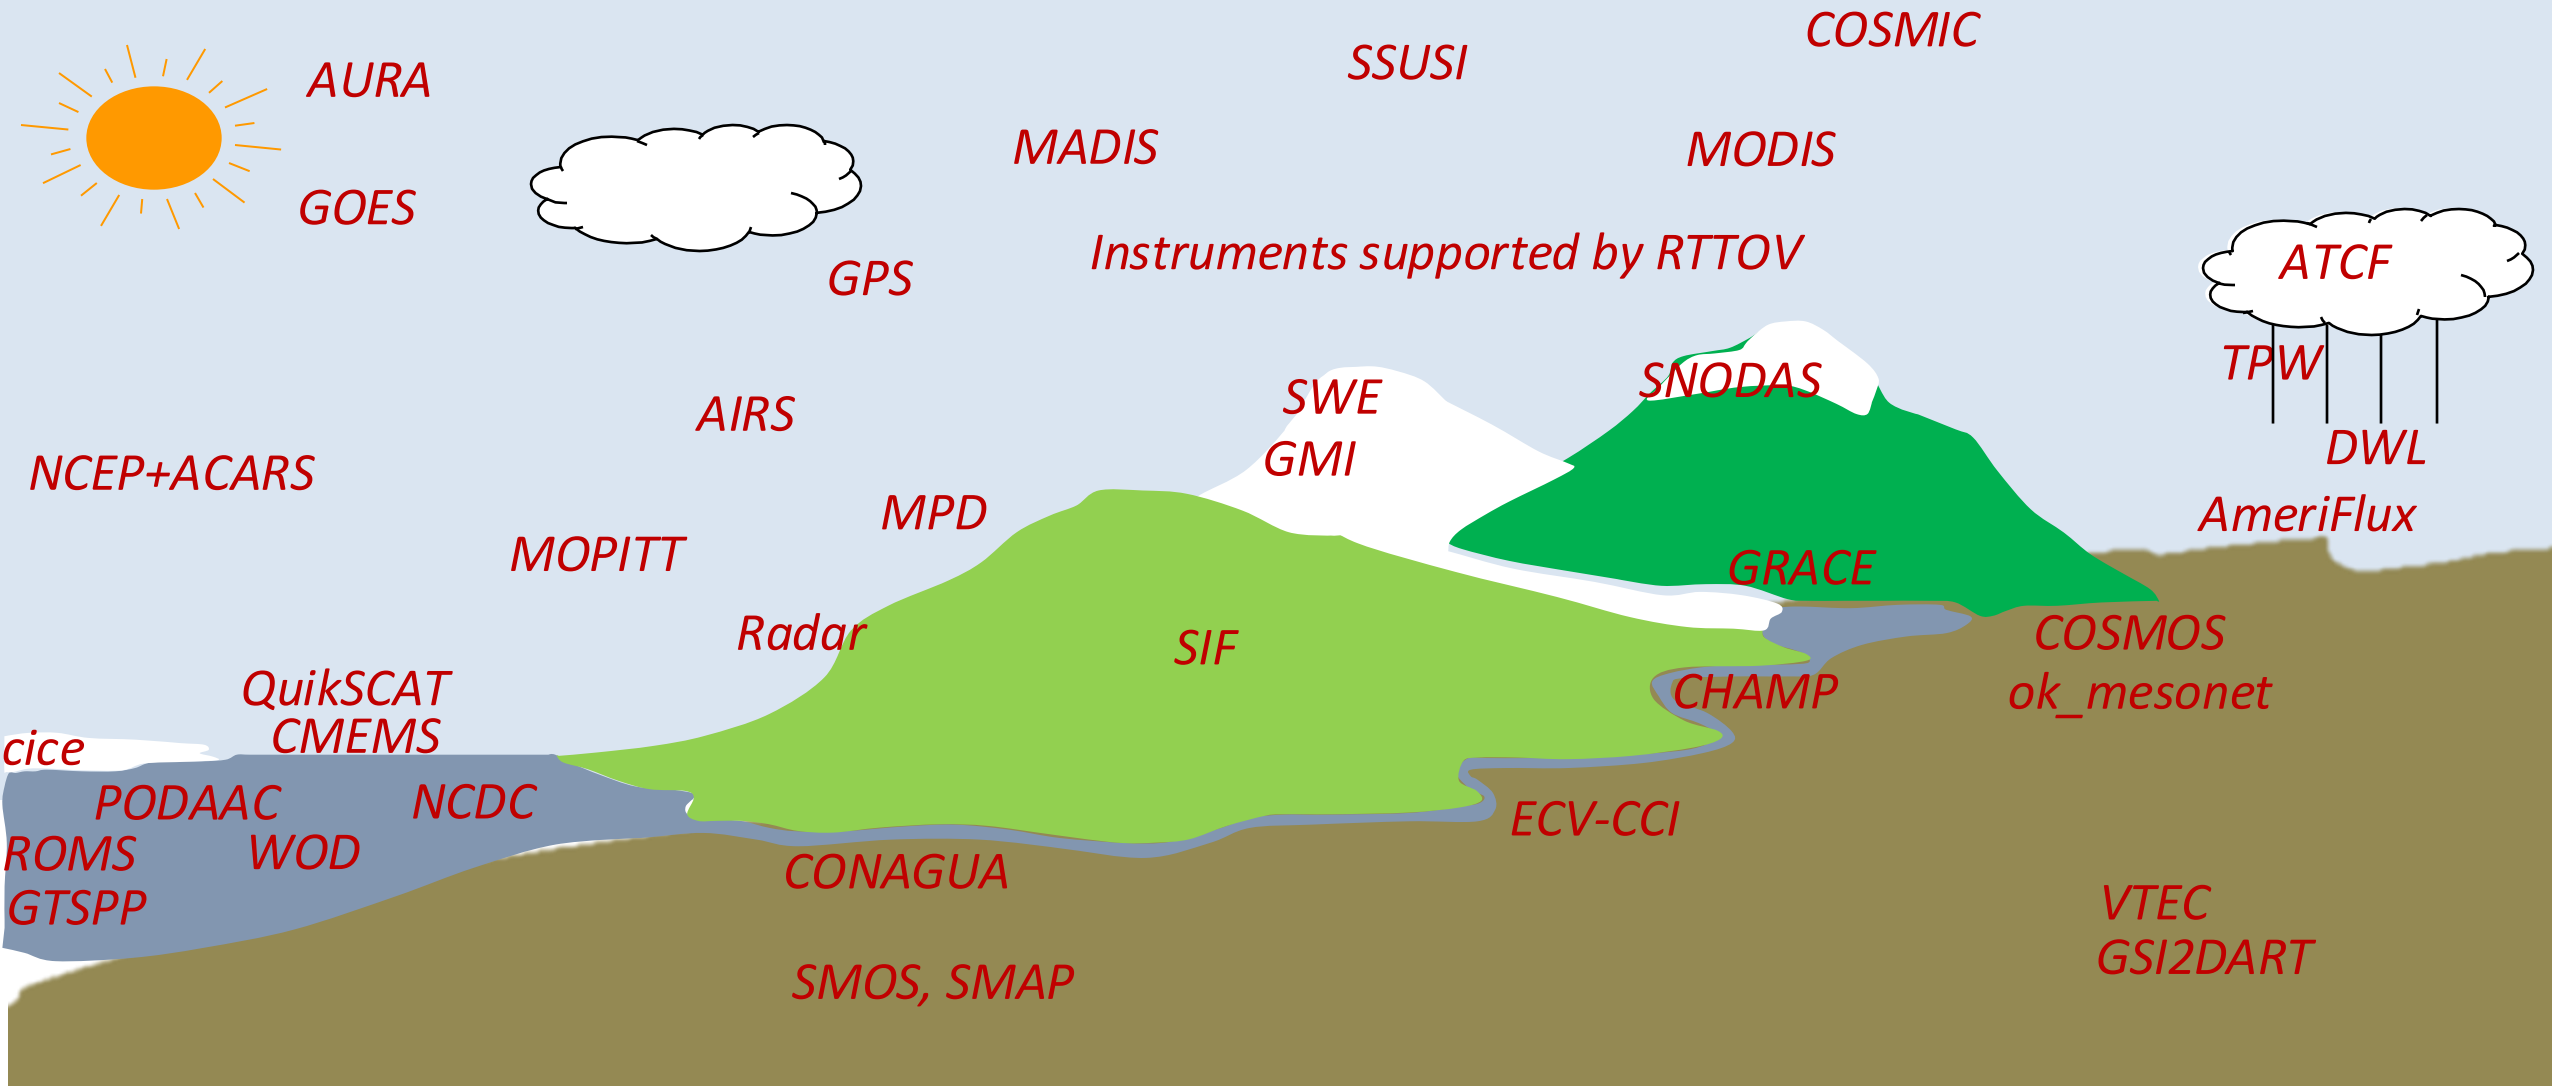 COSMIC
SSUSI
AURA
MADIS
MODIS
GOES
Instruments supported by RTTOV
ATCF
GPS
TPW
SNODAS
SWE
AIRS
DWL
GMI
NCEP+ACARS
MPD
AmeriFlux
MOPITT
GRACE
Radar
SIF
COSMOS
QuikSCAT
CHAMP
ok_mesonet
CMEMS
cice
PODAAC
NCDC
ECV-CCI
ROMS
WOD
CONAGUA
GTSPP
VTEC
GSI2DART
SMOS, SMAP